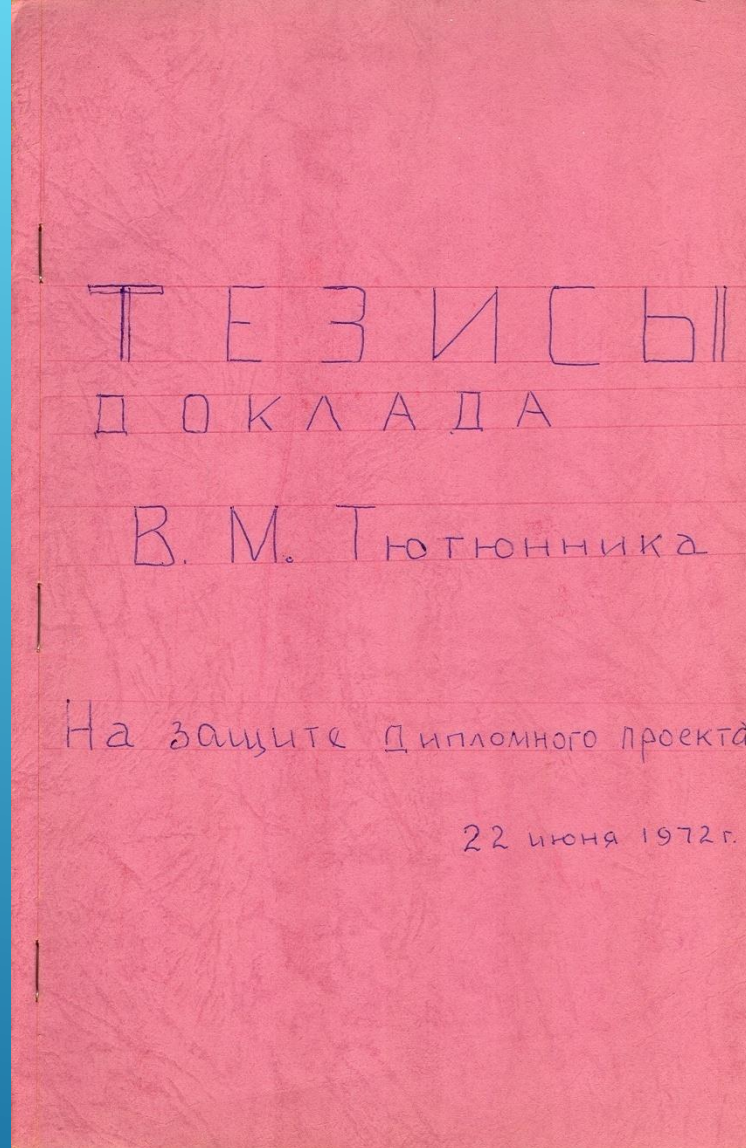 ТЕЗИСЫ
ДОКЛАДА
В. М. Тютюнника
На защите дипломного проекта
22 июня 1972 г.